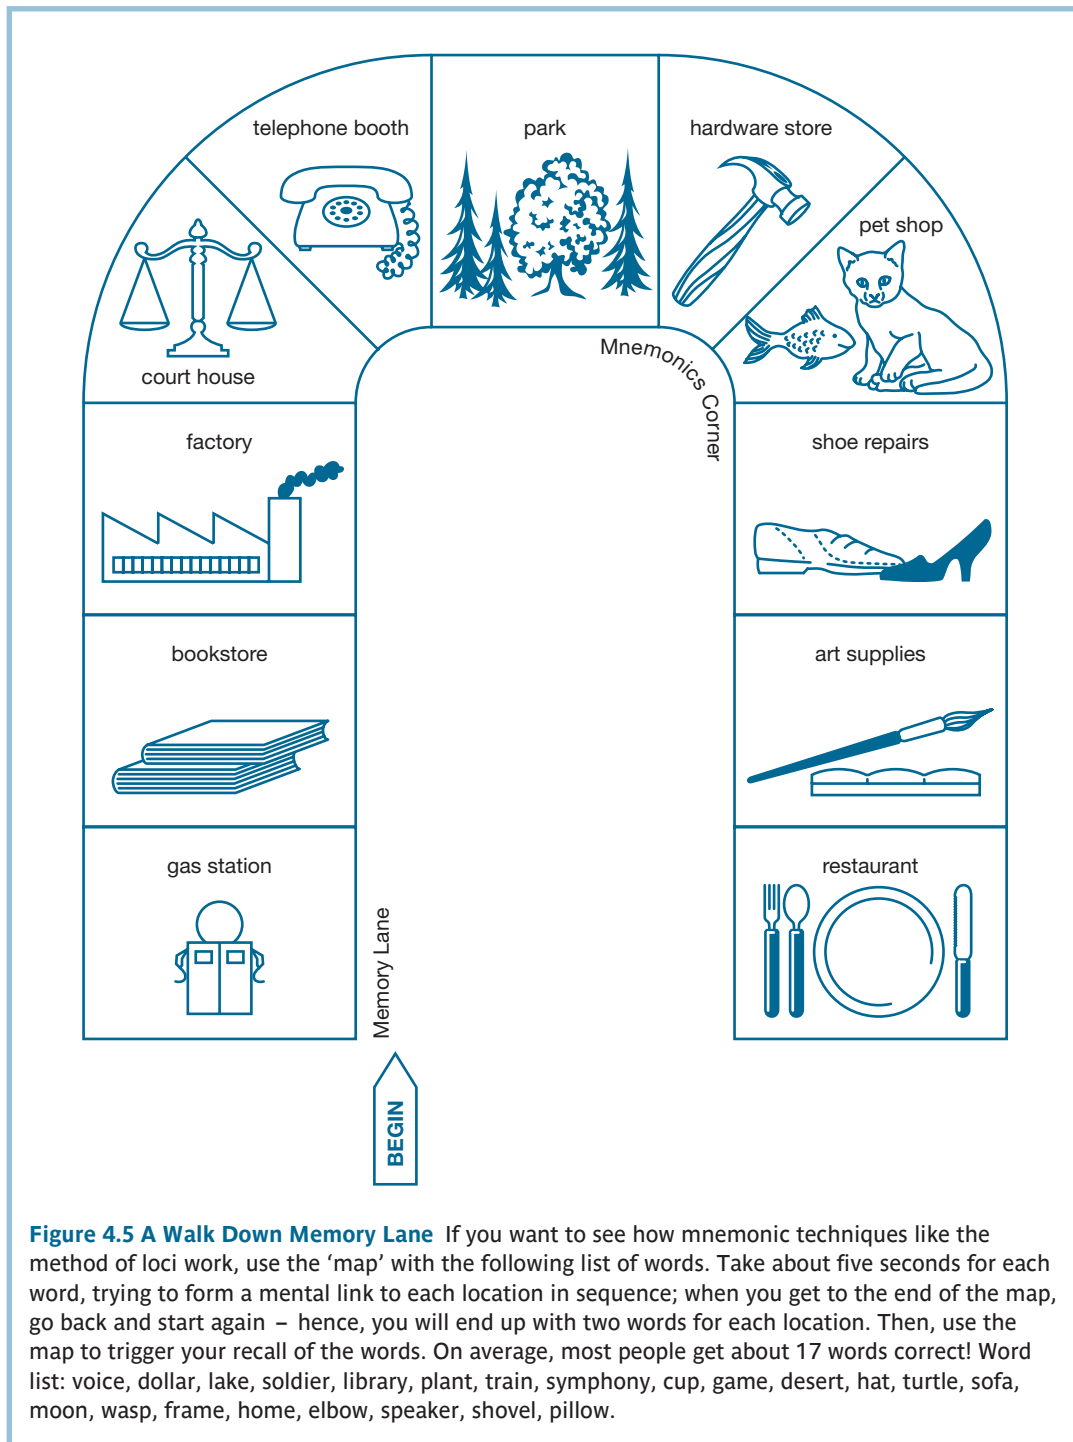 telephone booth
park
hardware store
pet shop
court house
Mnemonics Corner
factory
shoe repairs
bookstore
art supplies
gas station
restaurant
Memory Lane
BEGIN
Figure 4.5 A Walk Down Memory Lane If you want to see how mnemonic techniques like the
method of loci work, use the ‘map’ with the following list of words. Take about five seconds for each
word, trying to form a mental link to each location in sequence; when you get to the end of the map,
go back and start again – hence, you will end up with two words for each location. Then, use the
map to trigger your recall of the words. On average, most people get about 17 words correct! Word
list: voice, dollar, lake, soldier, library, plant, train, symphony, cup, game, desert, hat, turtle, sofa,
moon, wasp, frame, home, elbow, speaker, shovel, pillow.